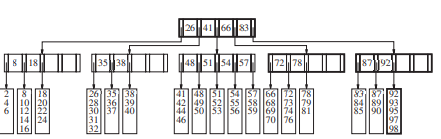 26 41 66 83
8 18 35 38 48 51 54 57 72 78 87 92
2 8 18 26 35 38 41 48 51 54 57 66 72 78 83 87 92
4 10 20 28 36 39 42 49 52 55 58 68 73 79 84 89 93
6 12 22 30 37 40 44 50 53 56 59 69 74 81 85 90 95
14 24 31 46 70 76 97
16 32 98